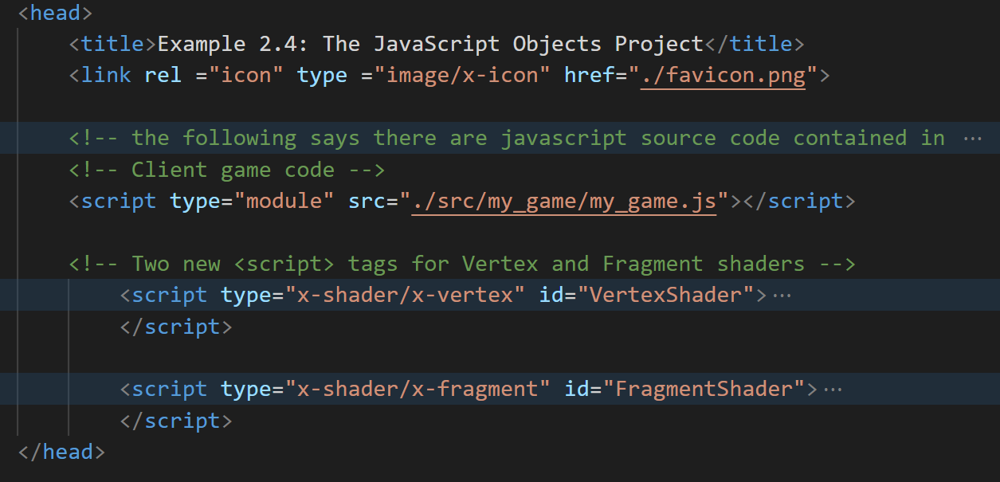 <head>
<title>Example 2.4: The JavaScript Objects Project</title>
<link rel ="icon" type ="image/x-icon" href="./favicon.png">
<!-- the following says there are javascript source code contained in ···
<!-- Client game code -->
<script type="module" src="./src/my_game/my_game.js"></script>
<!-- Two new <script> tags for Vertex and Fragment shaders -->
<script type="x-shader/x-vertex" id="VertexShader">···
</script>
<script type="x-shader/x-fragment" id="FragmentShader">···
</script>
</head>